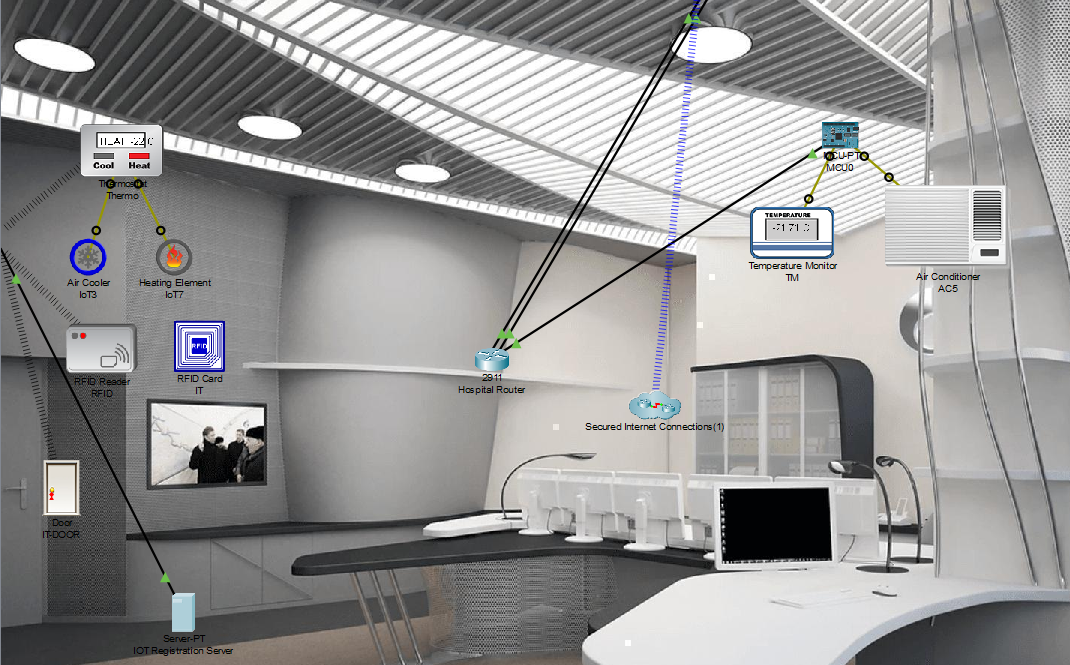 Cool Heat
Thermostat
Thermo
Air Cooler
IoT3
Heating Element
IoT7
RFID Reader
RFID
RFID
RFID Card
IT
Door
IT-DOOR
Server-PT
IOT Registration Server
2911
Hospital Router
Secured Internet Connections(1)
MCU-PT
MCU0
TEMPERATURE
Temperature Monitor
TM
Air Conditioner
AC5